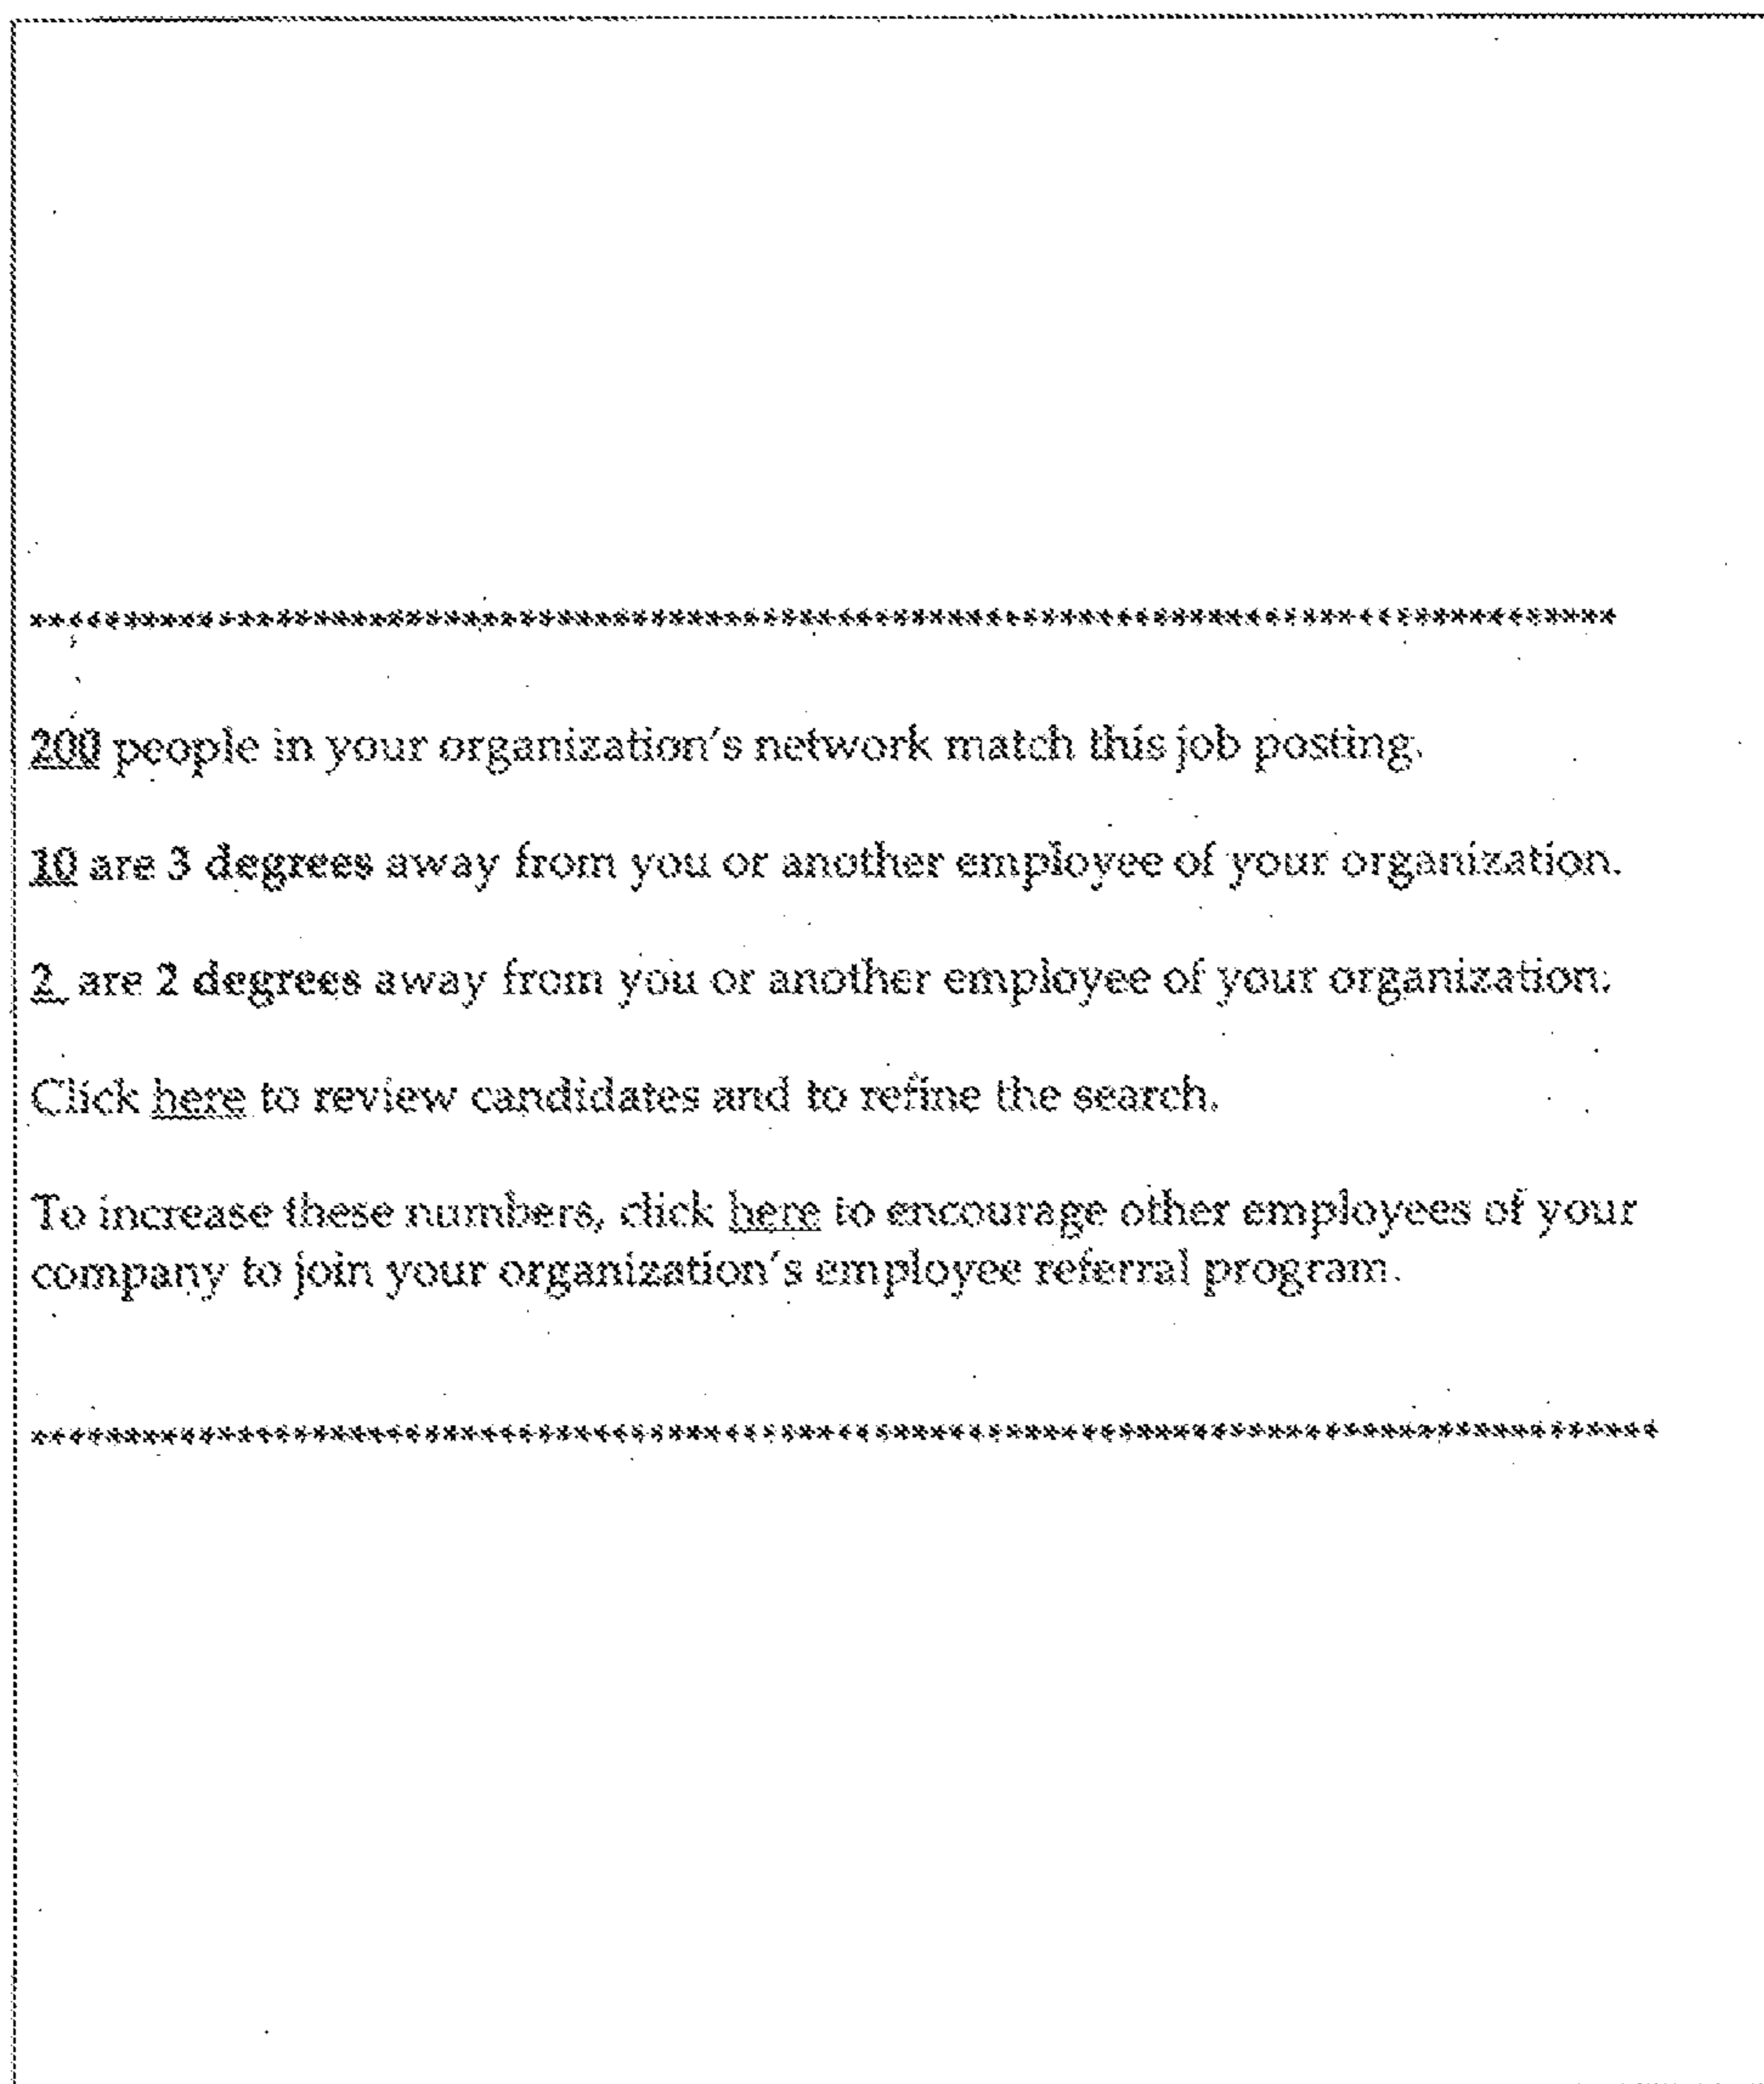 *************************************************************************************
200 people in your organization's network match this job posting.
10 are 3 degrees away from you or another employee of your organization.
2 are 2 degrees away from you or another employee of your organization.
Click here to review candidates and to refine the search.
To increase these numbers, click here to encourage other employees of your
company to join your organization's employee referral program.
***************************************************************************************